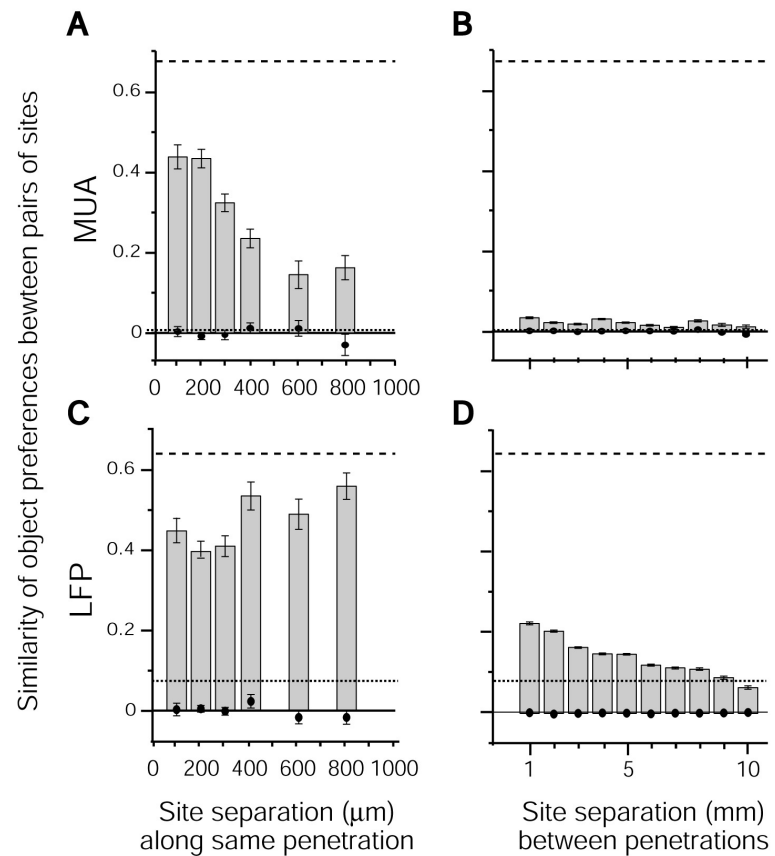 A
B
Similarity of object preferences bewteen pairs of sites
MUA
0.6
0.4
0.2
0
0 200 400 600 800 1000
C
D
LFP
0.6
0.4
0.2
0
0 200 400 600 800 1000
1 5 10
Site separation (μm)
along same penetration
Site separation (mm)
between penetrations